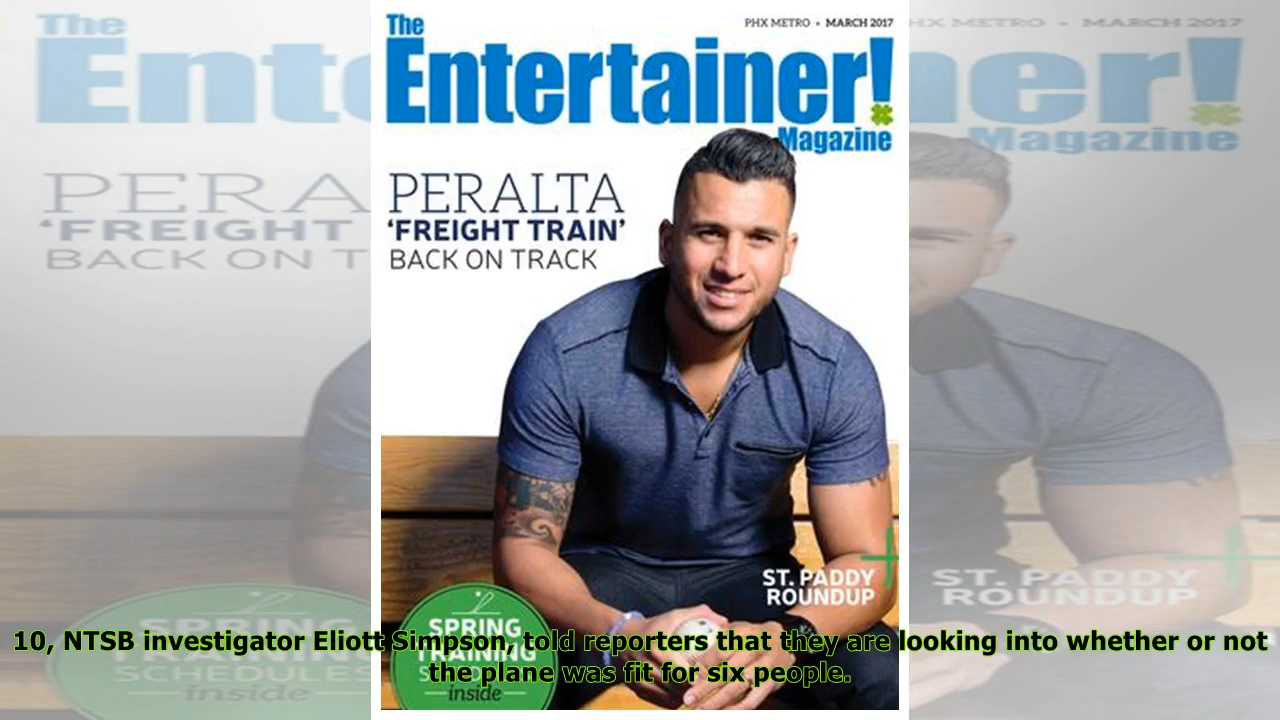 The
PHX METRO • MARCH 2017
Entertainer!
Magazine
PERALTA
'FREIGHT TRAIN'
BACK ON TRACK
ST. PADDY
ROUNDUP
SPRING
TRAINING
SCHEDULES
inside
10, NTSB investigator Eliott Simpson, told reporters that they are looking into whether or not
the plane was fit for six people.